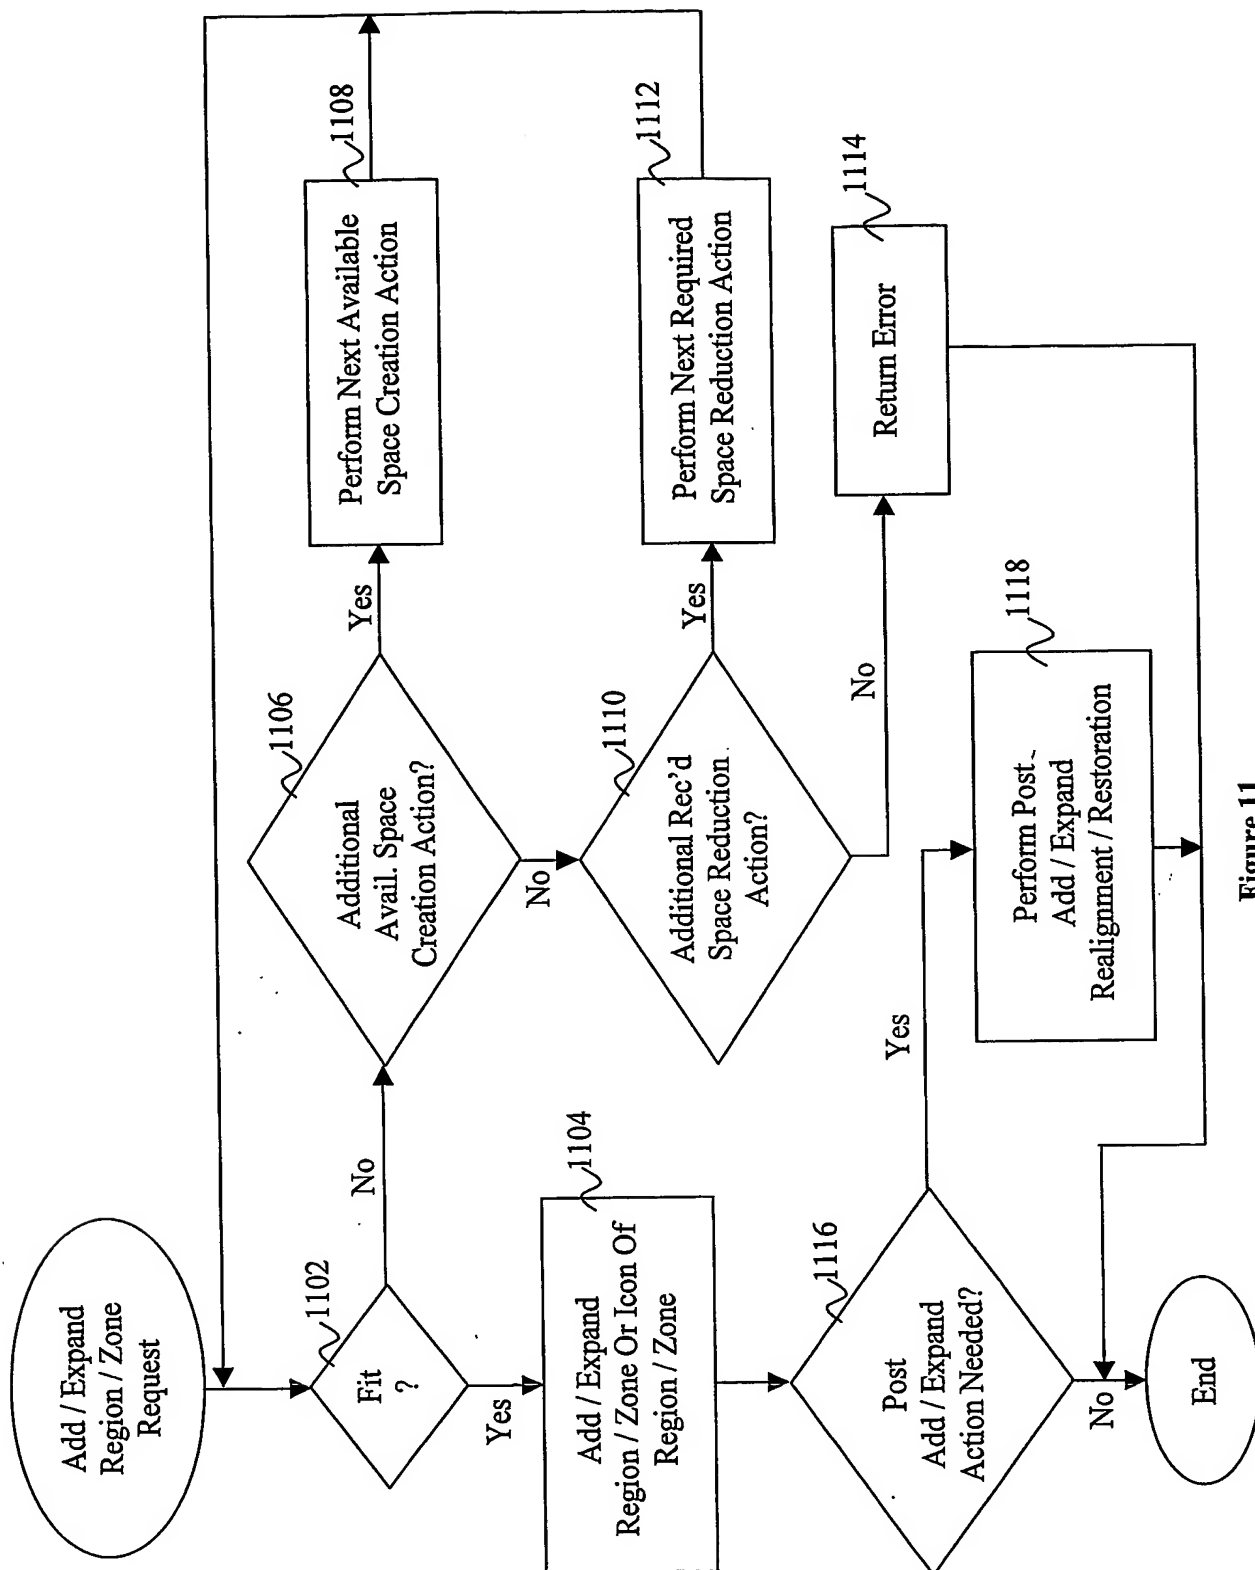 Add / Expand
Region / Zone
Request
1102
Fit
?
No
Yes
1104
Add / Expand
Region / Zone Or Icon Of
Region / Zone
1106
Additional
Avail. Space
Creation Action?
Yes
No
1108
Perform Next Available
Space Creation Action
1110
Additional Rec'd
Space Reduction
Action?
Yes
No
1112
Perform Next Required
Space Reduction Action
1114
Return Error
1116
Post
Add / Expand
Action Needed?
Yes
No
1118
Perform Post
Add / Expand
Realignment / Restoration
End
Figure 11